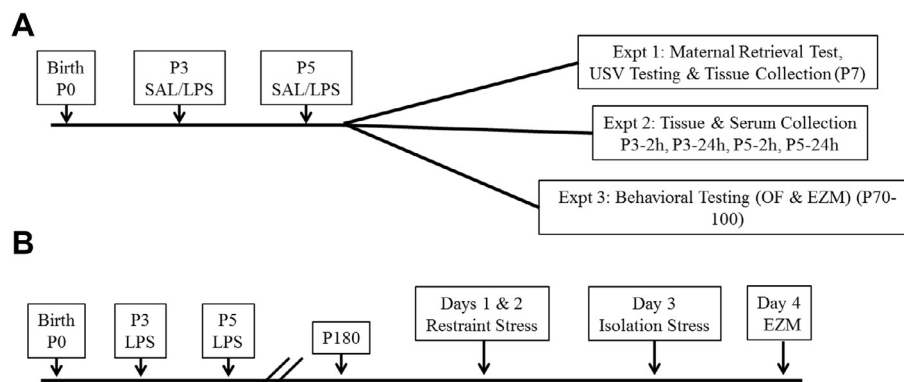 A
Birth
P0
P3
SAL/LPS
P5
SAL/LPS
Expt 1: Maternal Retrieval Test,
USV Testing & Tissue Collection (P7)
Expt 2: Tissue & Serum Collection
P3-2h, P3-24h, P5-2h, P5-24h
Expt 3: Behavioral Testing (OF & EZM) (P70-
100)
B
Birth
P0
P3
LPS
P5
LPS
P180
Days 1 & 2
Restraint Stress
Day 3
Isolation Stress
Day 4
EZM